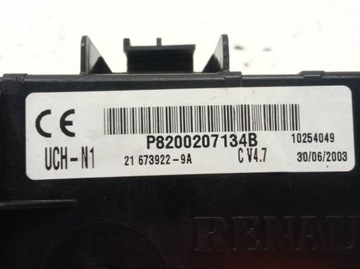 CE
P8200207134B 10254049
UCH-N1 21 673922-9A C V4.7 30/06/2003
RENAU